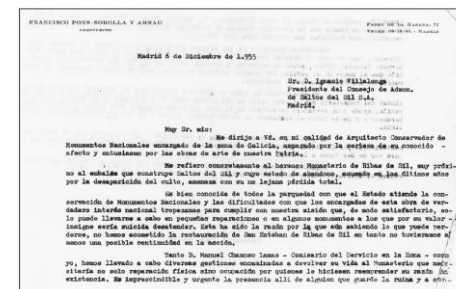 FRANCISCO PONS-SOROLLA Y ARNAU
ARQUITECTO
Madrid 6 de Diciembre de 1.955
Sr. D. Ignacio Villalonga
Presidente del Consejo de Admon.
de Saltos del Sil S.A.
Madrid.
Muy Sr. mio:
Me dirijo a Vd. en mi calidad de Arquitecto Conservador de
Monumentos Nacionales encargado de la zona de Galicia, amparado por la certeza de su conocido
afecto y entusiasmo por las obras de arte de nuestra Patria.
Me refiero concretamente al hermoso Monasterio de Ribas de Sil, muy próxi-
mo al embalse que construye Saltos del Sil y cuyo estado de abandono, en los últimos años
por la desaparición del culto, amenaza con su no lejana pérdida total.
Es bien conocida de todos la parquedad con que el Estado atiende la con-
servación de Monumentos Nacionales y las dificultades con que los encargados de esta obra de ver-
dadero interés nacional tropezamos para cumplir con nuestra misión que, de modo satisfactorio, so-
lo puede llevarse a cabo en pequeñas reparaciones o en algunos monumentos a los que por su valor
insigne sería suicida desatender. Esta ha sido la razón por la que aún sabiendo lo que puede per-
derse, no hemos acometido la restauración de San Esteban de Ribas de Sil en tanto no tuvieramos al
menos una posible continuidad en la acción.
Tanto D. Manuel Chamoso Lamas - Comisario del Servicio en la Zona - como
yo, hemos llevado a cabo diversas gestiones encaminadas a devolver su vida al Monasterio que nece-
sitaría no solo reparación física sino ocupación por quienes le hiciesen reemprender su razón de
existencia. Es imprescindible y urgente la presencia allí de alguien que guarde la ruina y a